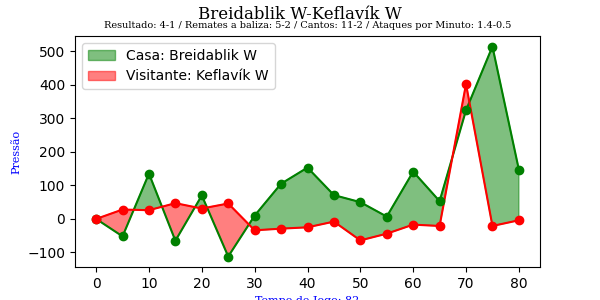 Breidablik W-Keflavík W
Resultado: 4-1 / Remates a baliza: 5-2 / Cantos: 11-2 / Ataques por Minuto: 1.4-0.5
Casa: Breidablik W
Visitante: Keflavík W
Pressão
500
400
300
200
100
0
−100
0 10 20 30 40 50 60 70 80
Tempo de Jogo: 82